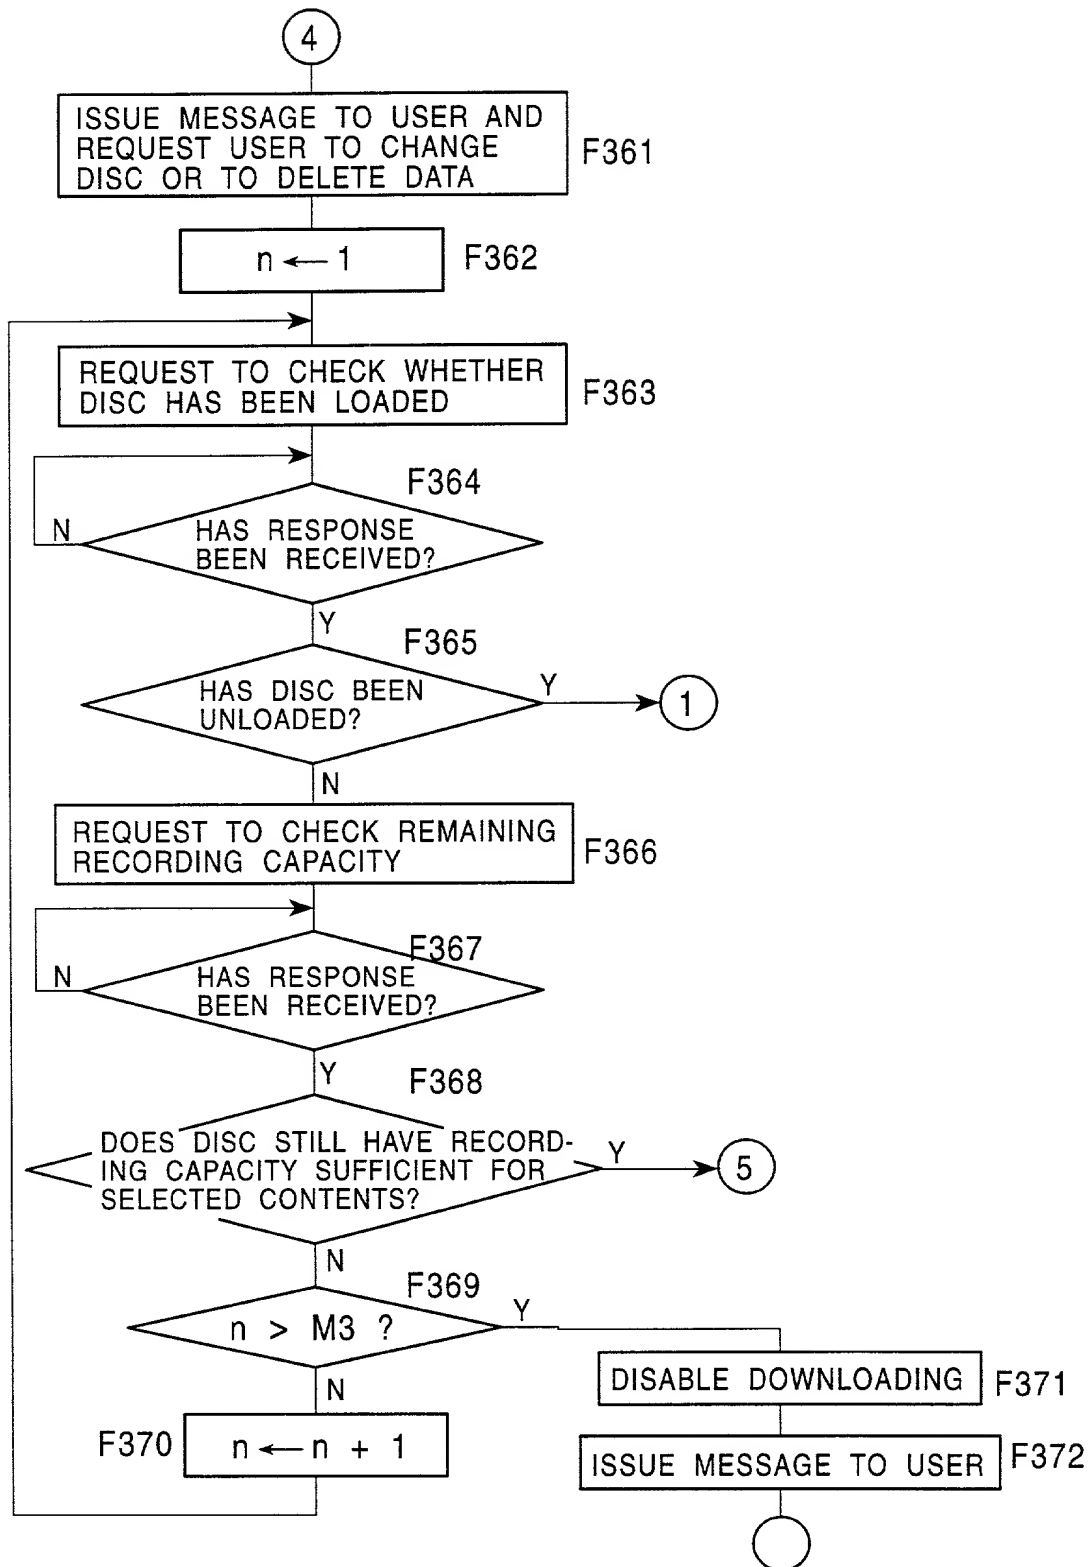 4
ISSUE MESSAGE TO USER AND
REQUEST USER TO CHANGE
DISC OR TO DELETE DATA
F361
n ← 1
F362
REQUEST TO CHECK WHETHER
DISC HAS BEEN LOADED
F363
F364
N
HAS RESPONSE
BEEN RECEIVED?
Y
F365
HAS DISC BEEN
UNLOADED?
Y
1
N
REQUEST TO CHECK REMAINING
RECORDING CAPACITY
F366
F367
N
HAS RESPONSE
BEEN RECEIVED?
Y
F368
DOES DISC STILL HAVE RECORD-
ING CAPACITY SUFFICIENT FOR
SELECTED CONTENTS?
Y
5
N
F369
n > M3 ?
Y
N
DISABLE DOWNLOADING
F371
F370
n ← n + 1
ISSUE MESSAGE TO USER
F372